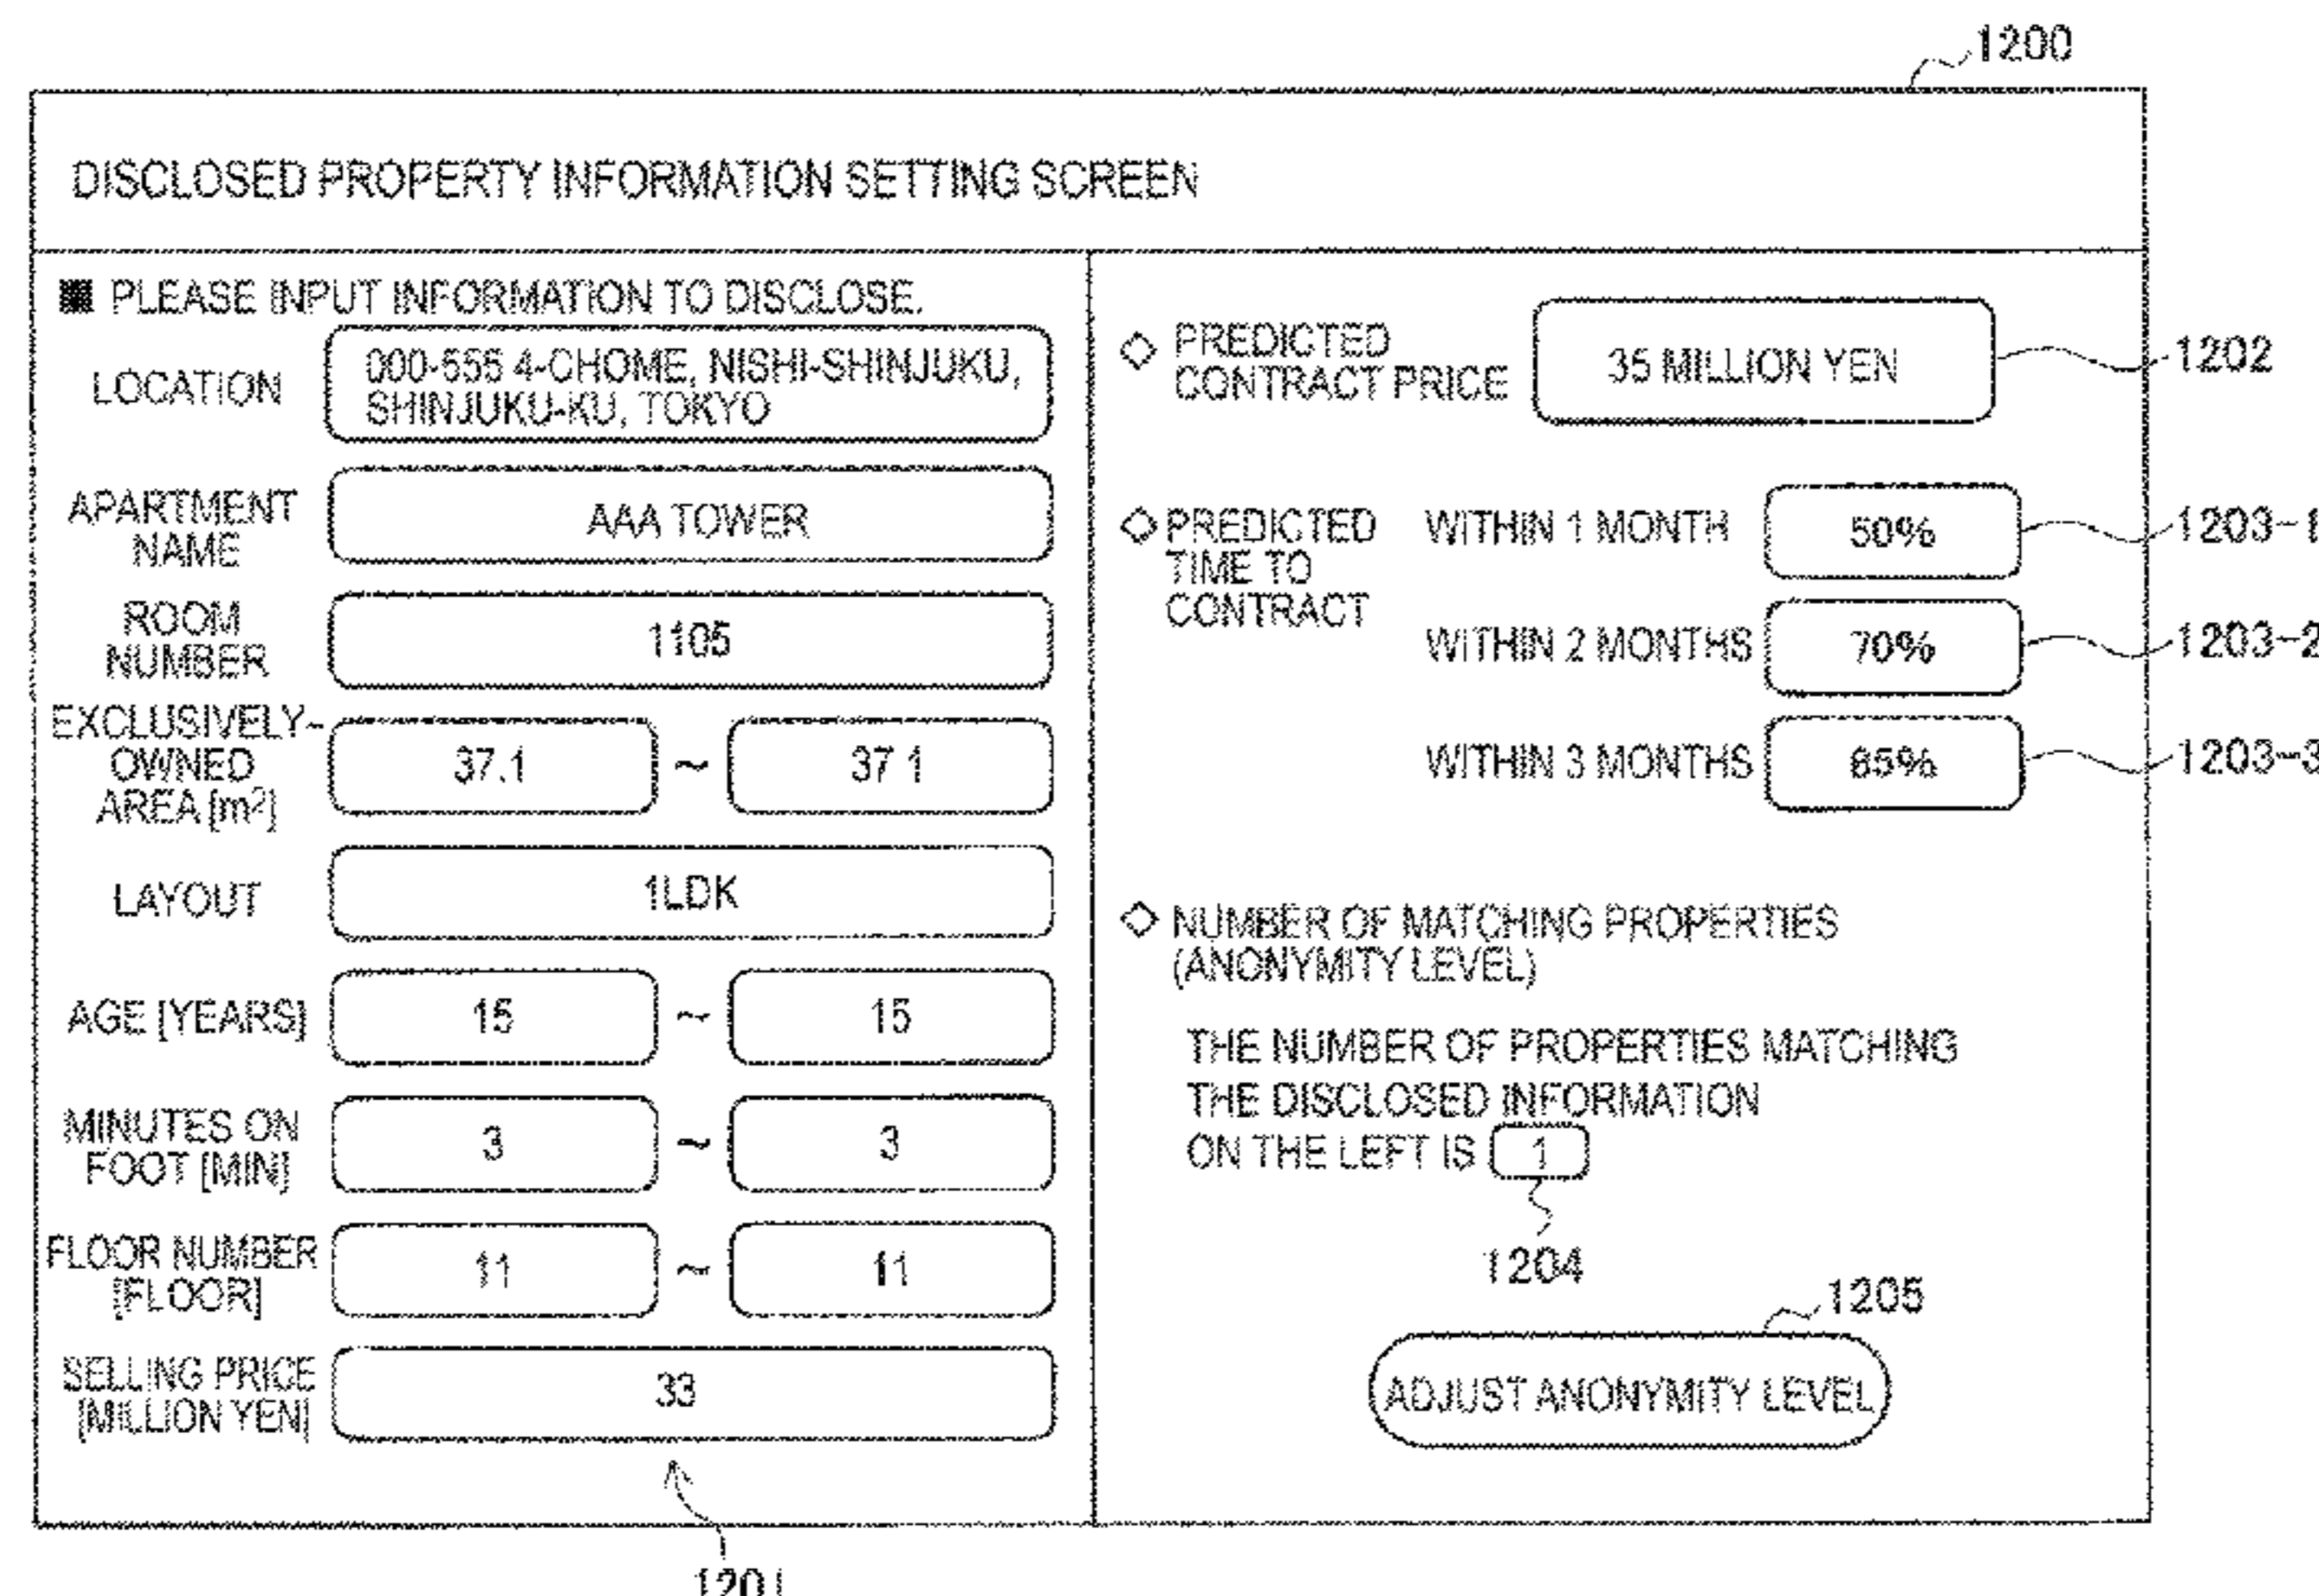 1200
DISCLOSED PROPERTY INFORMATION SETTING SCREEN
■ PLEASE INPUT INFORMATION TO DISCLOSE.
LOCATION
000-555 4-CHOME, NISHI-SHINJUKU,
SHINJUKU-KU, TOKYO
APARTMENT
NAME
AAA TOWER
ROOM
NUMBER
1105
EXCLUSIVELY-
OWNED
AREA [m²]
37.1 ~ 37.1
LAYOUT
1LDK
AGE [YEARS]
15 ~ 15
MINUTES ON
FOOT [MIN]
3 ~ 3
FLOOR NUMBER
[FLOOR]
11 ~ 11
SELLING PRICE
[MILLION YEN]
33
1201
◇ PREDICTED
CONTRACT PRICE
35 MILLION YEN
1202
◇ PREDICTED
TIME TO
CONTRACT
WITHIN 1 MONTH 50% 1203-1
WITHIN 2 MONTHS 70% 1203-2
WITHIN 3 MONTHS 85% 1203-3
◇ NUMBER OF MATCHING PROPERTIES
(ANONYMITY LEVEL)
THE NUMBER OF PROPERTIES MATCHING
THE DISCLOSED INFORMATION
ON THE LEFT IS 1
1204
1205
ADJUST ANONYMITY LEVEL